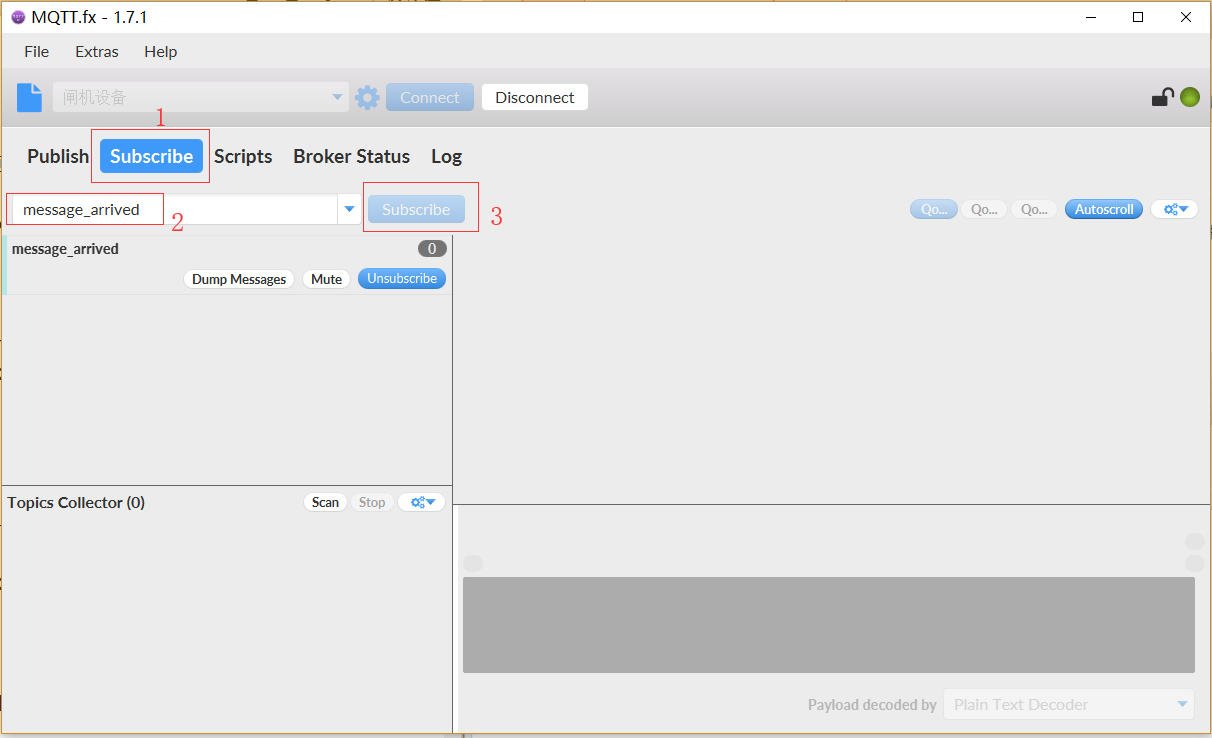 MQTT.fx - 1.7.1
File Extras Help
闸机设备 Connect Disconnect
1
Publish Subscribe Scripts Broker Status Log
message_arrived 2 Subscribe 3 Qo... Qo... Qo... Autoscroll
message_arrived 0
Dump Messages Mute Unsubscribe
Topics Collector (0) Scan Stop
Payload decoded by Plain Text Decoder